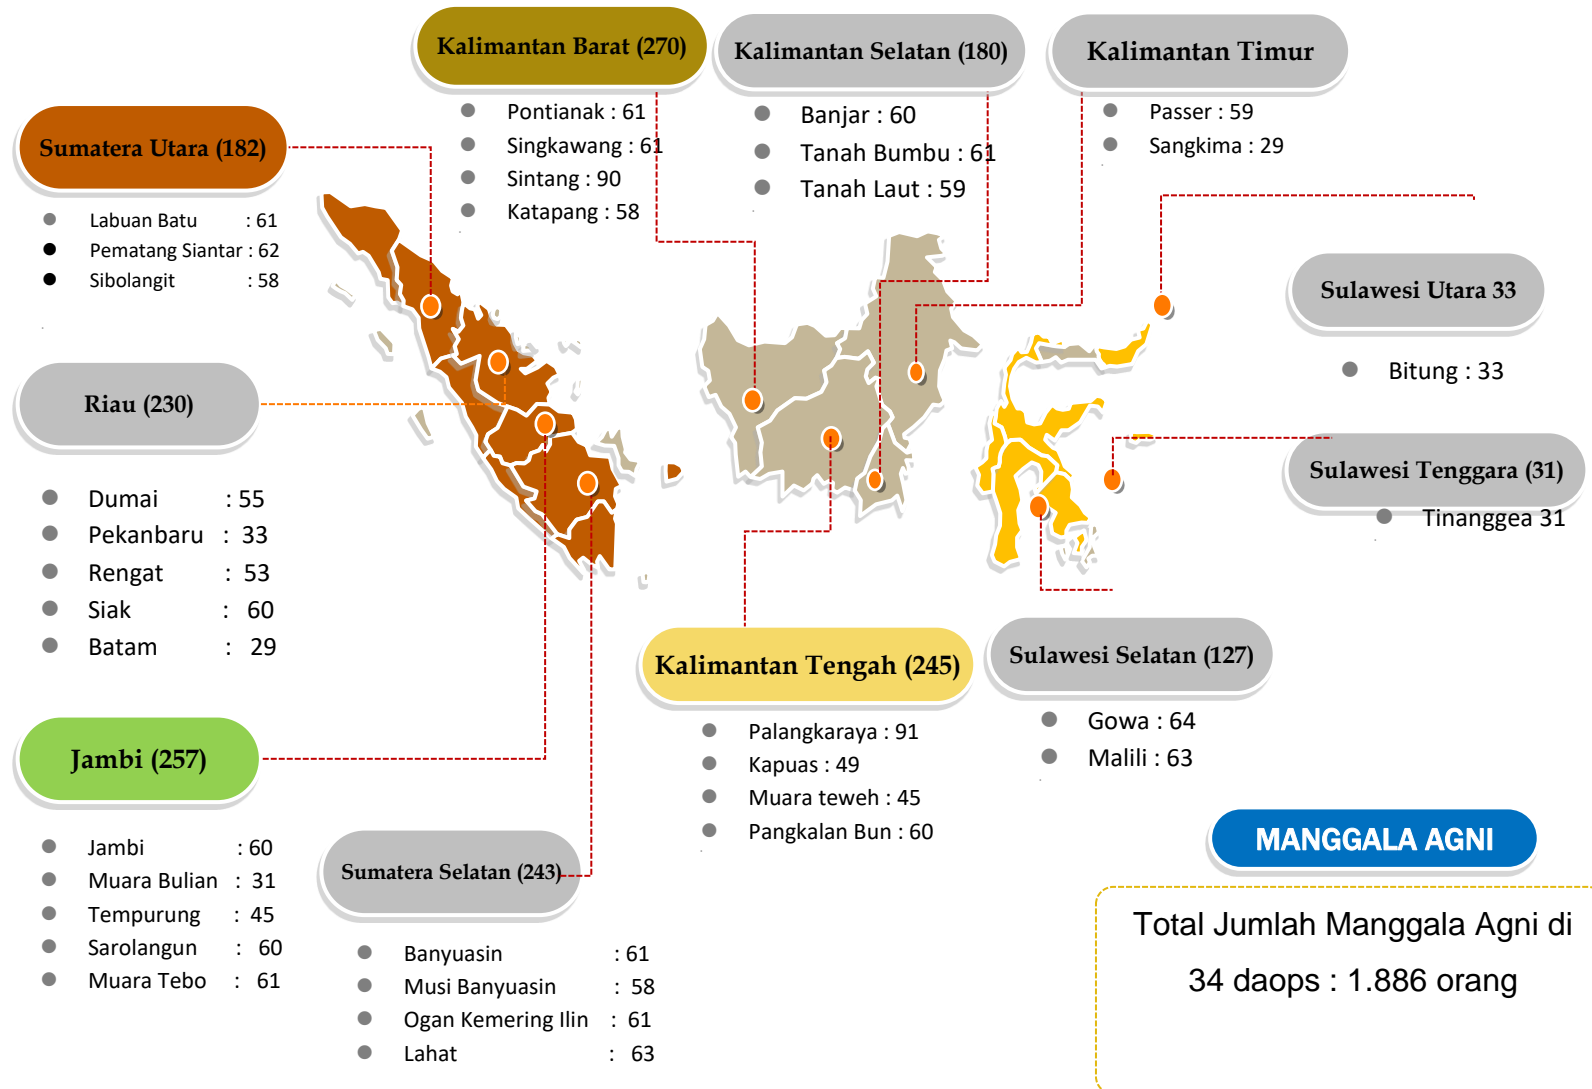 Kalimantan Barat (270)
Pontianak : 61
Singkawang : 61
Sintang : 90
Katapang : 58
Kalimantan Selatan (180)
Banjar : 60
Tanah Bumbu : 61
Tanah Laut : 59
Kalimantan Timur
Passer : 59
Sangkima : 29
Sumatera Utara (182)
Labuan Batu : 61
Pematang Siantar : 62
Sibolangit : 58
Sulawesi Utara 33
Bitung : 33
Riau (230)
Dumai : 55
Pekanbaru : 33
Rengat : 53
Siak : 60
Batam : 29
Sulawesi Tenggara (31)
Tinanggea 31
Kalimantan Tengah (245)
Palangkaraya : 91
Kapuas : 49
Muara teweh : 45
Pangkalan Bun : 60
Sulawesi Selatan (127)
Gowa : 64
Malili : 63
Jambi (257)
Jambi : 60
Muara Bulian : 31
Tempurung : 45
Sarolangun : 60
Muara Tebo : 61
Sumatera Selatan (243)
Banyuasin : 61
Musi Banyuasin : 58
Ogan Kemering Ilin : 61
Lahat : 63
MANGGALA AGNI
Total Jumlah Manggala Agni di
34 daops : 1.886 orang